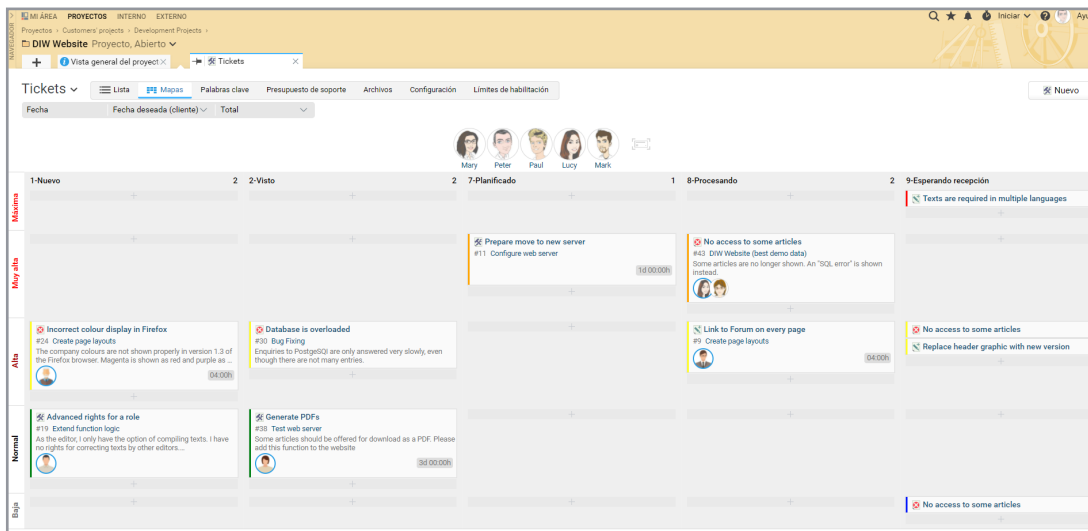 NAVEGADOR
MI ÁREA PROYECTOS INTERNO EXTERNO
Iniciar
Proyectos › Customers' projects › Development Projects ›
DIW Website Proyecto, Abierto
Vista general del proyect
Tickets
Tickets
Lista Mapas Palabras clave Presupuesto de soporte Archivos Configuración Límites de habilitación
Nuevo
Fecha Fecha deseada (cliente) Total
Mary Peter Paul Lucy Mark
1-Nuevo 2 2-Visto 2 7-Planificado 1 8-Procesando 2 9-Esperando recepción
Máxima
Texts are required in multiple languages
Muy alta
Prepare move to new server
#11 Configure web server
1d 00:00h
No access to some articles
#43 DIW Website (best demo data)
Some articles are no longer shown. An "SQL error" is shown
instead.
Alta
Incorrect colour display in Firefox
#24 Create page layouts
The company colours are not shown properly in version 1.3 of
the Firefox browser. Magenta is shown as red and purple as ...
04:00h
Database is overloaded
#30 Bug Fixing
Enquiries to PostgeSQl are only answered very slowly, even
though there are not many entries.
Link to Forum on every page
#9 Create page layouts
04:00h
No access to some articles
Replace header graphic with new version
Normal
Advanced rights for a role
#19 Extend function logic
As the editor, I only have the option of compiling texts. I have
no rights for correcting texts by other editors....
Generate PDFs
#38 Test web server
Some articles should be offered for download as a PDF. Please
add this function to the website
3d 00:00h
Baja
No access to some articles